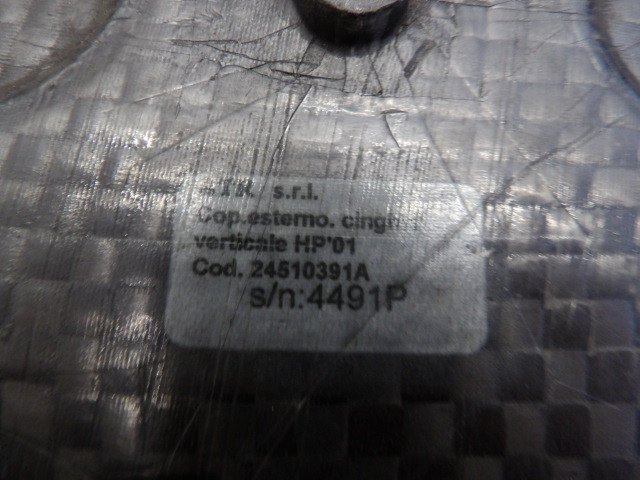 s.r.l.
Cop.esterno.
verticale HP'01
Cod. 24510391A
s/n:4491P